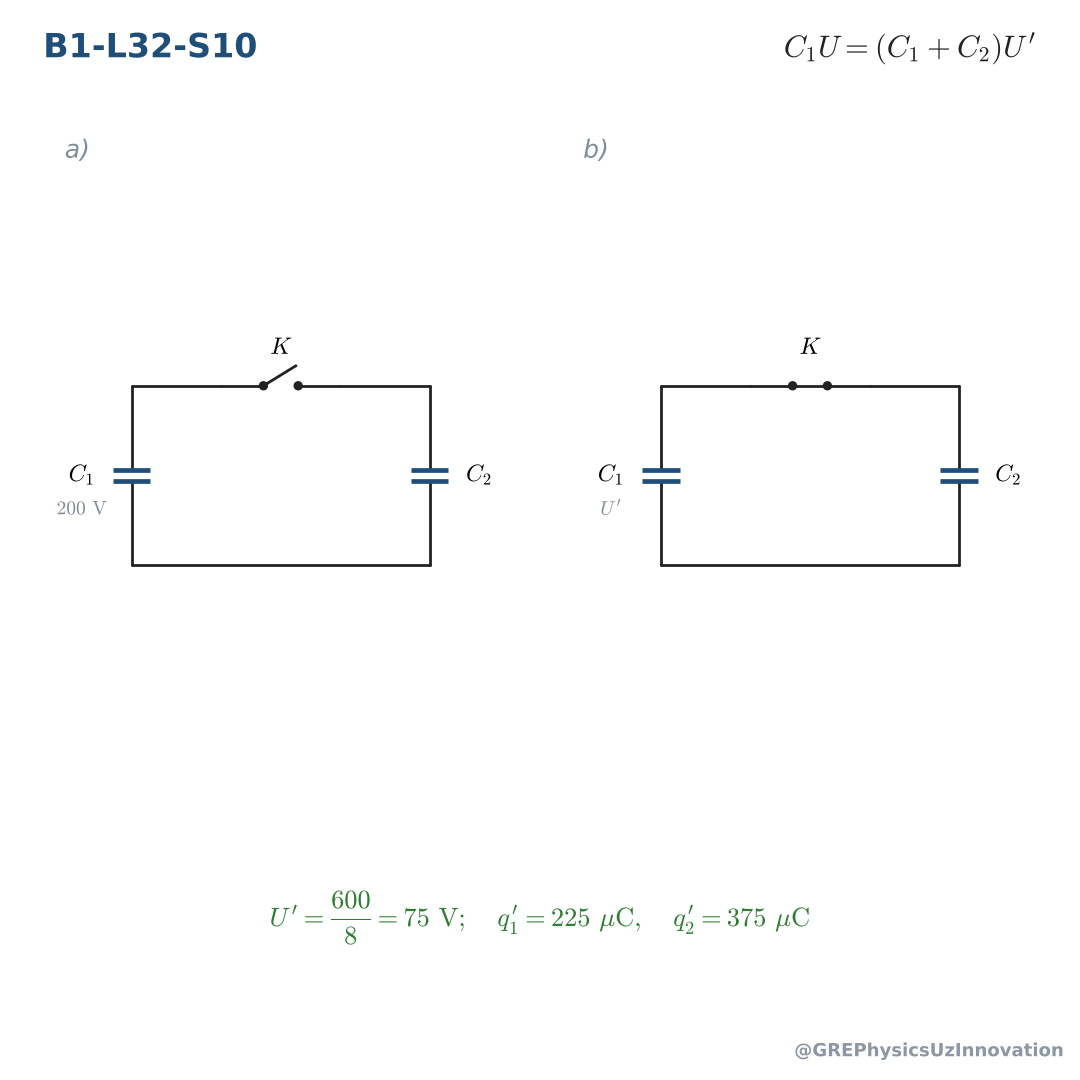 B1-L32-S10
C₁U = (C₁ + C₂)U′
a)
b)
K
K
C₁
200 V
C₂
C₁
U′
C₂
U′ = 600/8 = 75 V; q′₁ = 225 μC, q′₂ = 375 μC
@GREPhysicsUzInnovation